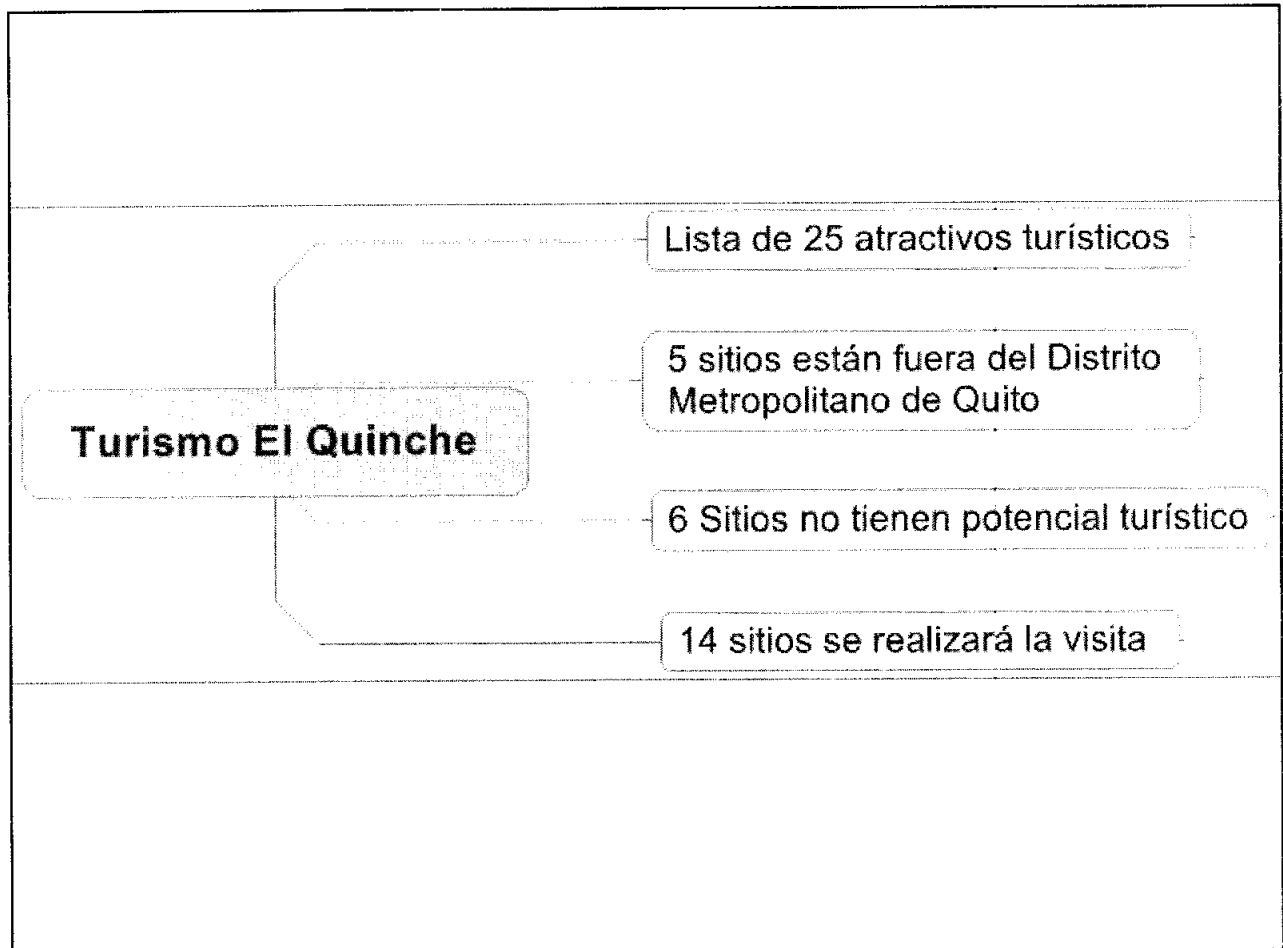 Lista de 25 atractivos turísticos
5 sitios están fuera del Distrito
Metropolitano de Quito
Turismo El Quinche
6 Sitios no tienen potencial turístico
14 sitios se realizará la visita